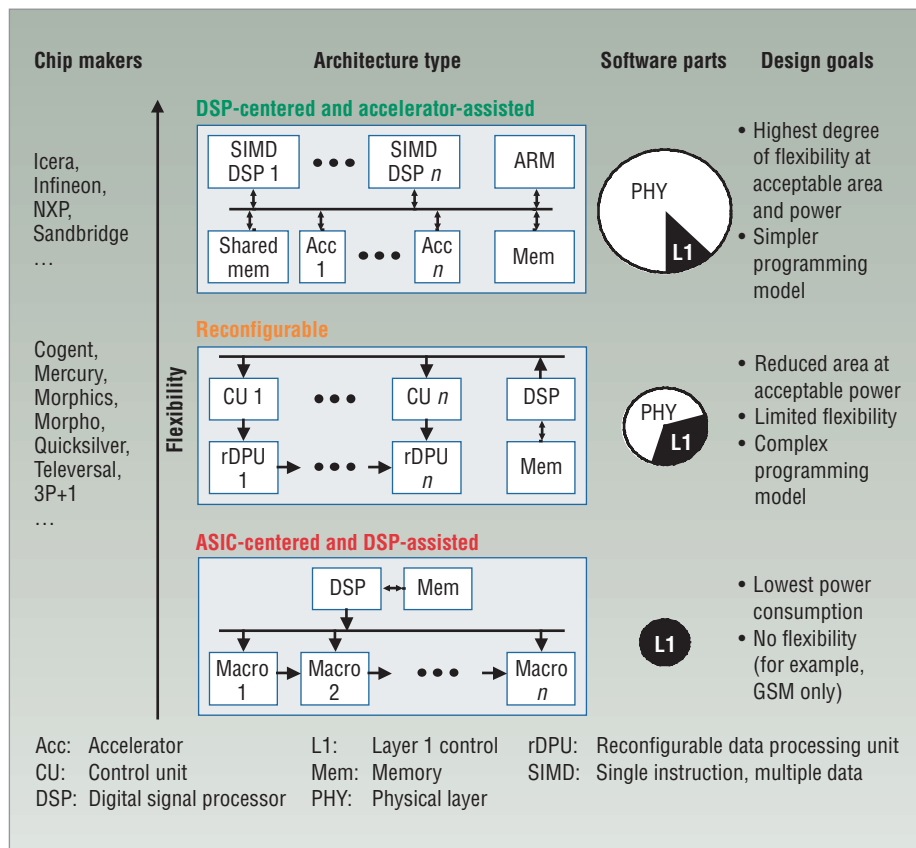 Chip makers
Architecture type
Software parts
Design goals
Flexibility
DSP-centered and accelerator-assisted
Icera,
Infineon,
NXP,
Sandbridge
…
SIMD
DSP 1
•••
SIMD
DSP n
ARM
Shared
mem
Acc
1
•••
Acc
n
Mem
PHY
L1
• Highest degree
of flexibility at
acceptable area
and power
• Simpler
programming
model
Reconfigurable
Cogent,
Mercury,
Morphics,
Morpho,
Quicksilver,
Televersal,
3P+1
…
CU 1
•••
CU n
DSP
rDPU
1
•••
rDPU
n
Mem
PHY
L1
• Reduced area at
acceptable power
• Limited flexibility
• Complex
programming
model
ASIC-centered and DSP-assisted
DSP
Mem
Macro
1
Macro
2
•••
Macro
n
L1
• Lowest power
consumption
• No flexibility
(for example,
GSM only)
Acc: Accelerator
CU: Control unit
DSP: Digital signal processor
L1: Layer 1 control
Mem: Memory
PHY: Physical layer
rDPU: Reconfigurable data processing unit
SIMD: Single instruction, multiple data